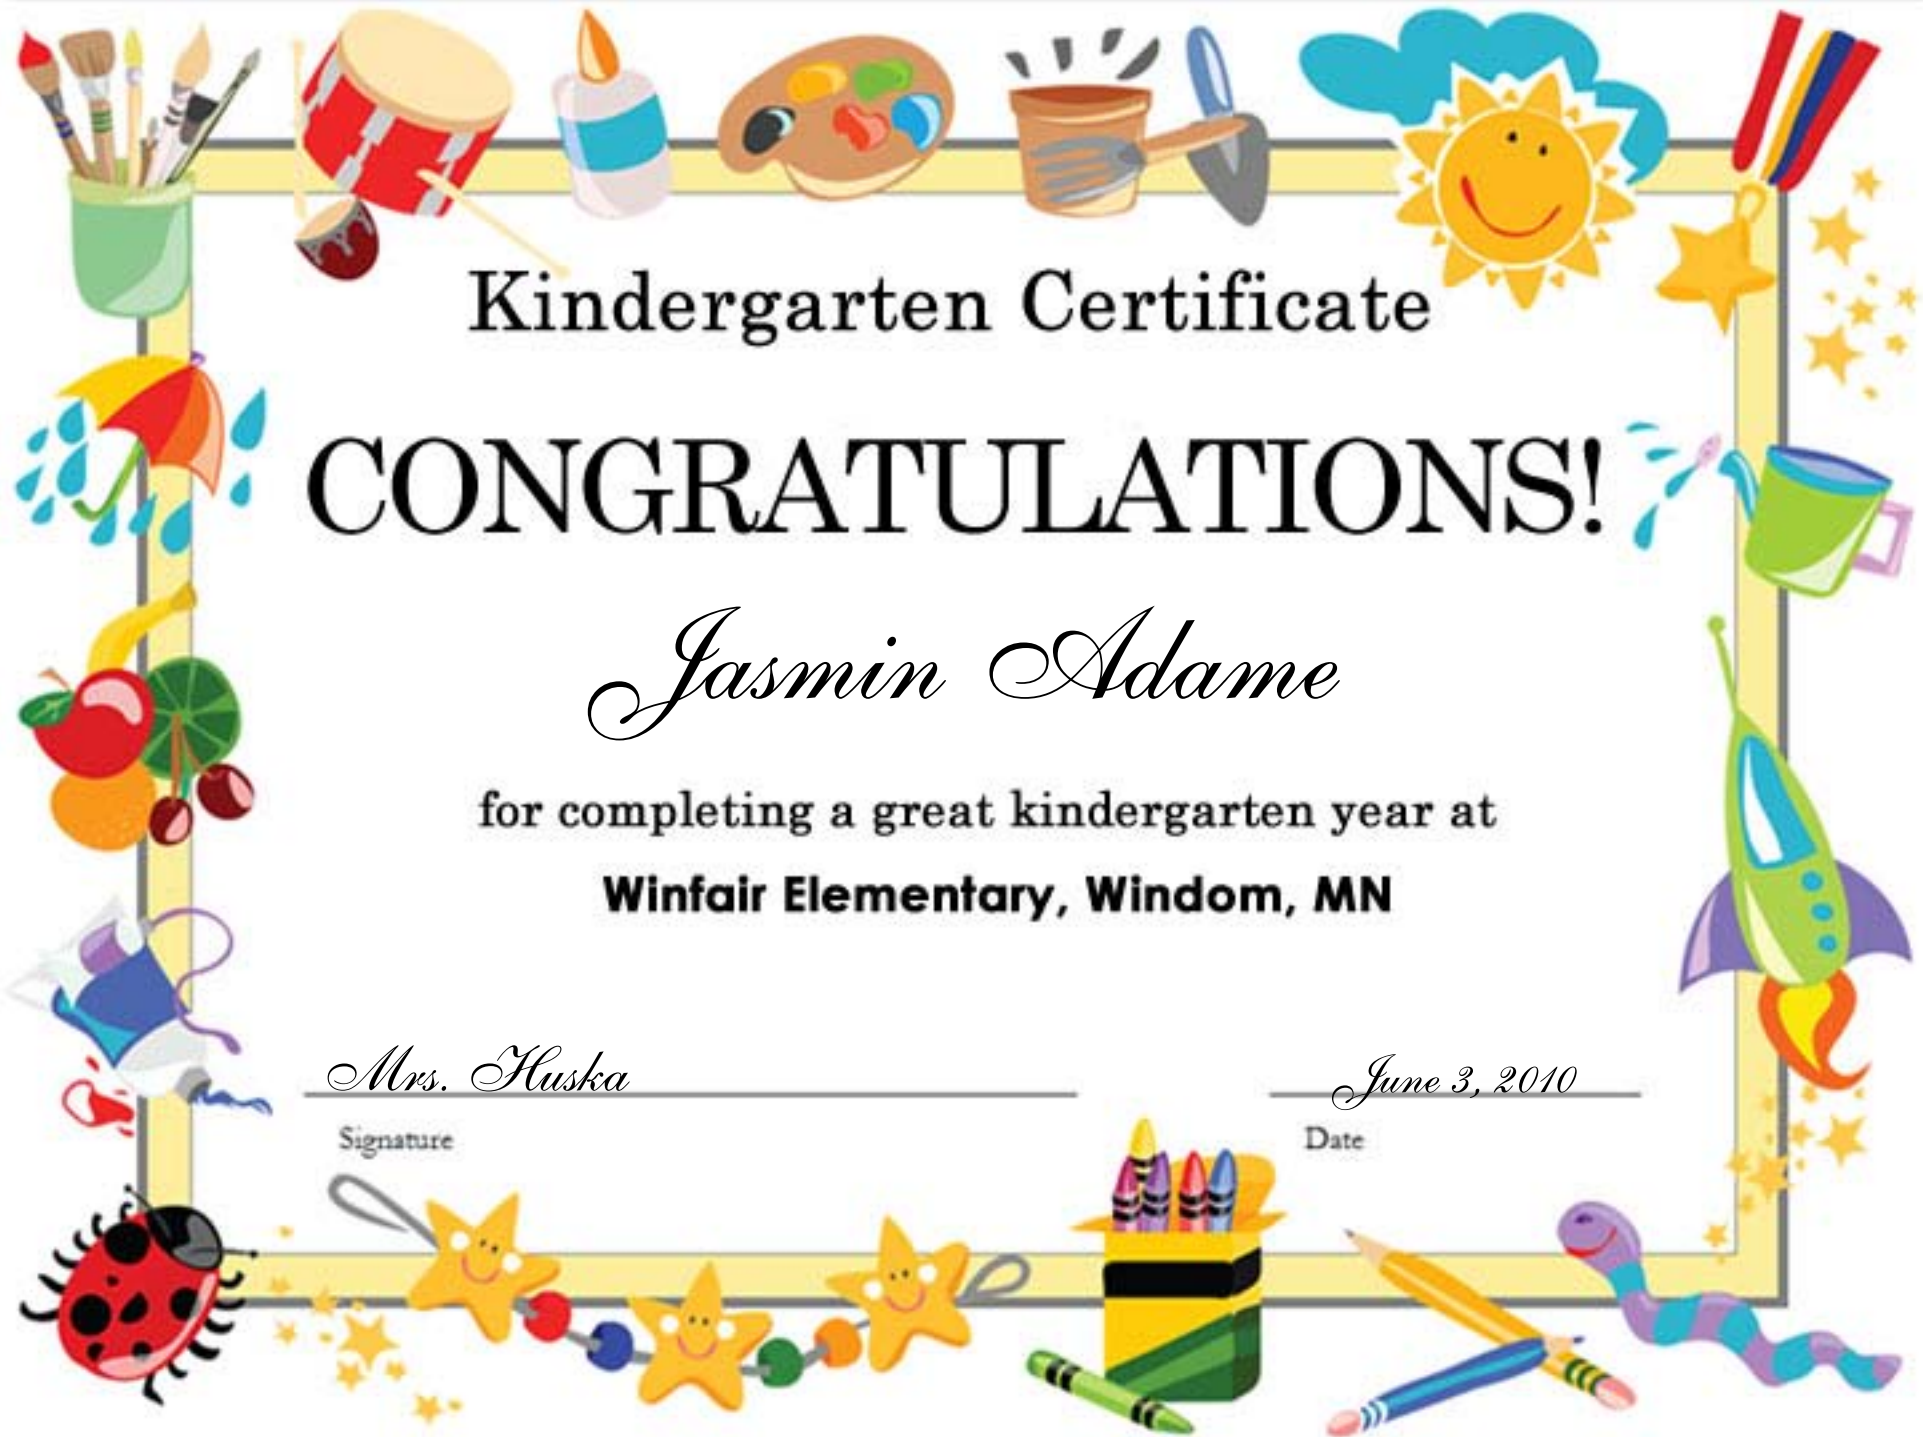 Kindergarten Certificate
CONGRATULATIONS!
Jasmin Adame
for completing a great kindergarten year at
Winfair Elementary, Windom, MN
Mrs. Huska
June 3, 2010
Signature
Date